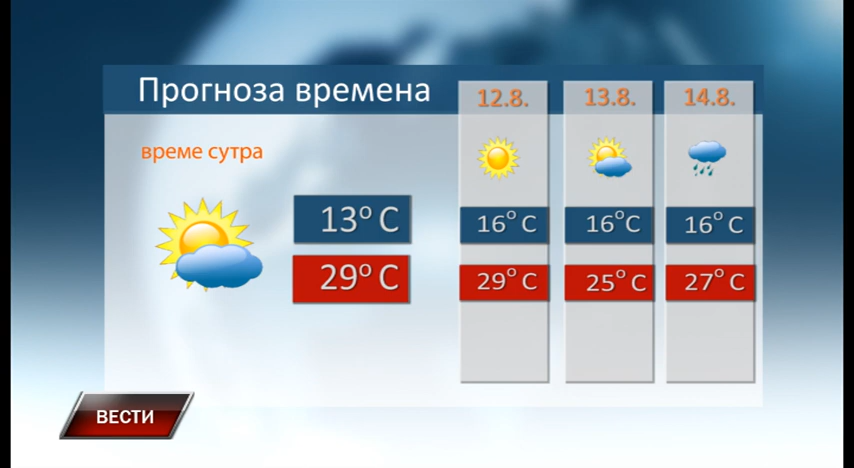 Прогноза времена
време сутра
13° C
29° C
12.8.
16° C
29° C
13.8.
16°C
25° C
14.8.
16° C
27° C
ВЕСТИ